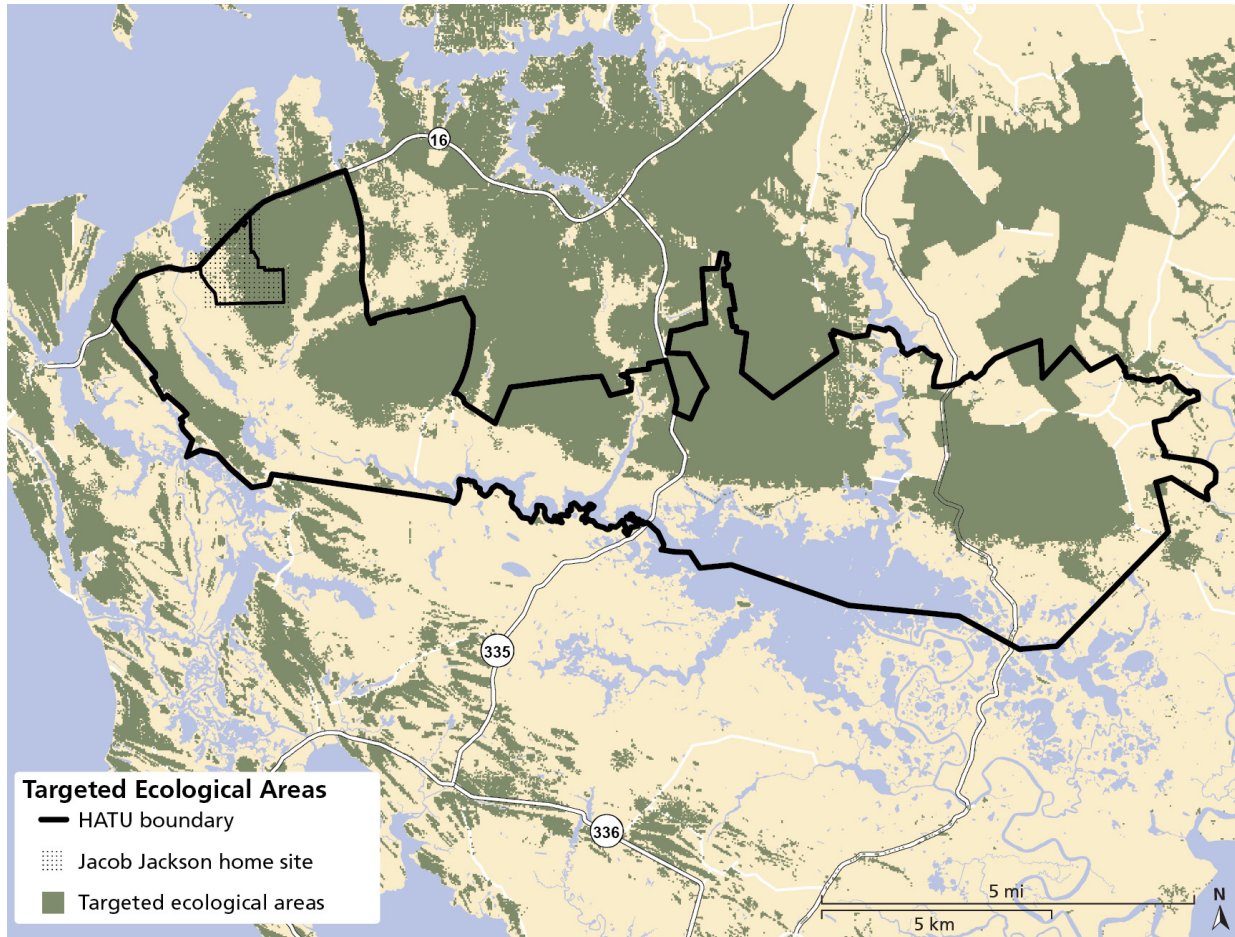 16
335
336
Targeted Ecological Areas
HATU boundary
Jacob Jackson home site
Targeted ecological areas
5 mi
5 km
N